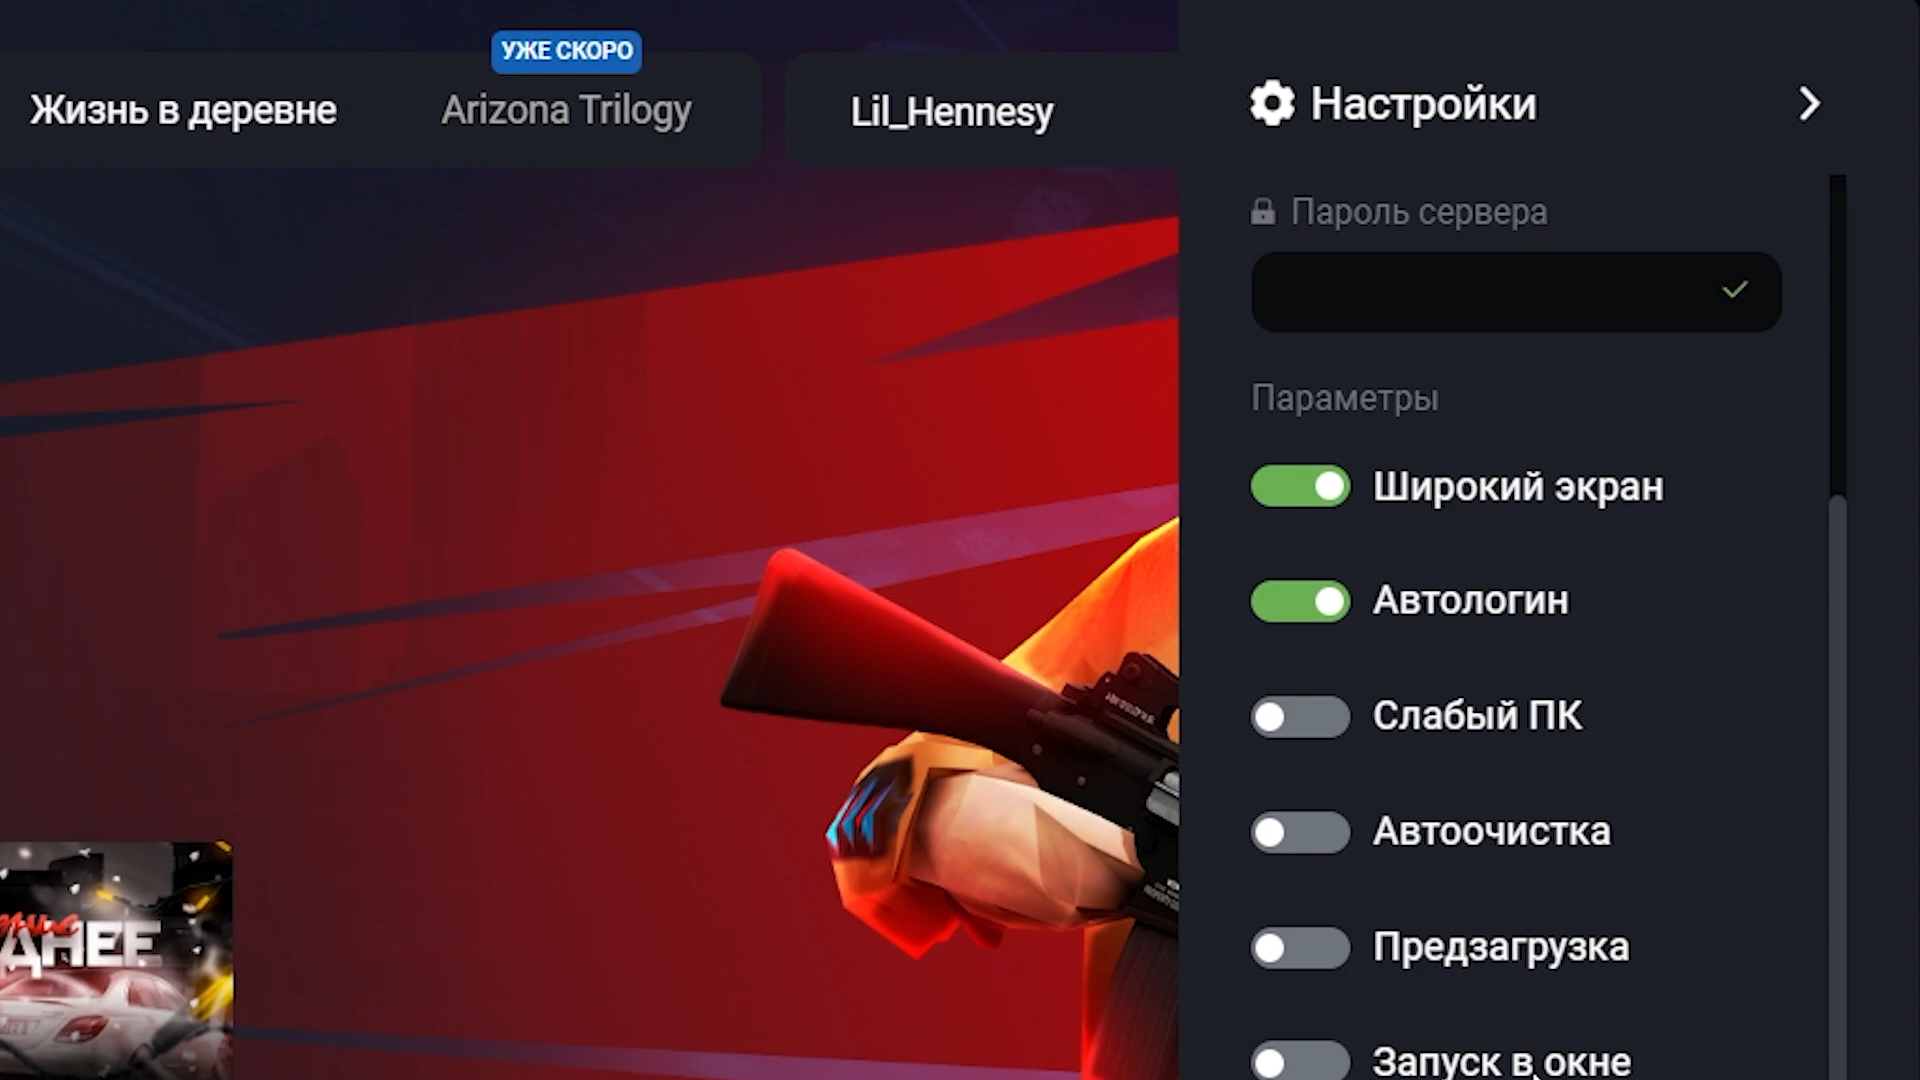 УЖЕ СКОРО
Жизнь в деревне
Arizona Trilogy
Lil_Hennesy
Настройки
Пароль сервера
Параметры
Широкий экран
Автологин
Слабый ПК
Автоочистка
Предзагрузка
Запуск в окне